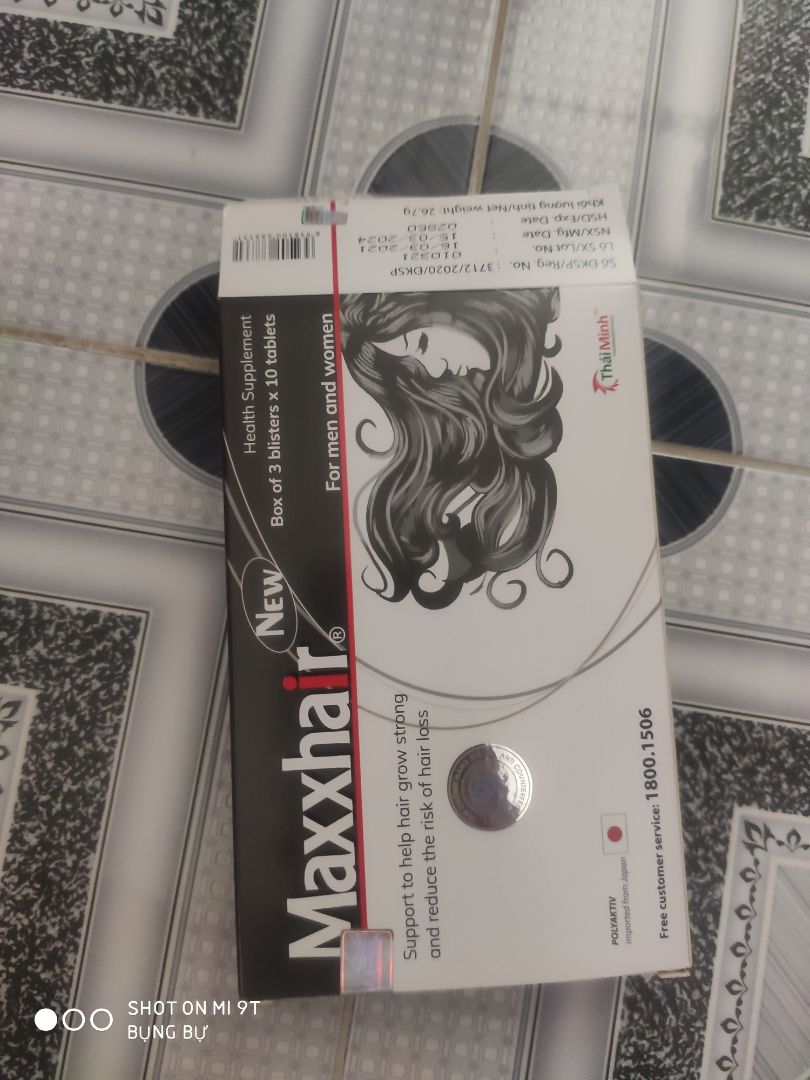 Health Supplement
Box of 3 blisters x 10 tablets
For men and women
NEW
Maxxhair®
Support to help hair grow strong
and reduce the risk of hair loss
ANTI COUNTERFEIT
TháiMinh
POLYAKTIV
imported from Japan
Free customer service: 1800.1506
Số ĐKSP/Reg. No. : 3712/2020/ĐKSP
Lô SX/Lot No. 010321
NSX/Mfg. Date 16/03/2021
HSD/Exp. Date 15/03/2024
Khối lượng tịnh/Net weight: 26.7g
SHOT ON MI 9T
BỤNG BỰ